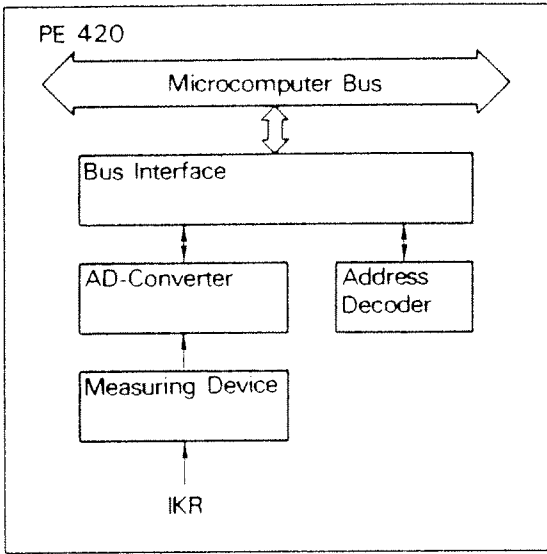 PE 420
Microcomputer Bus
Bus Interface
AD-Converter
Address
Decoder
Measuring Device
IKR